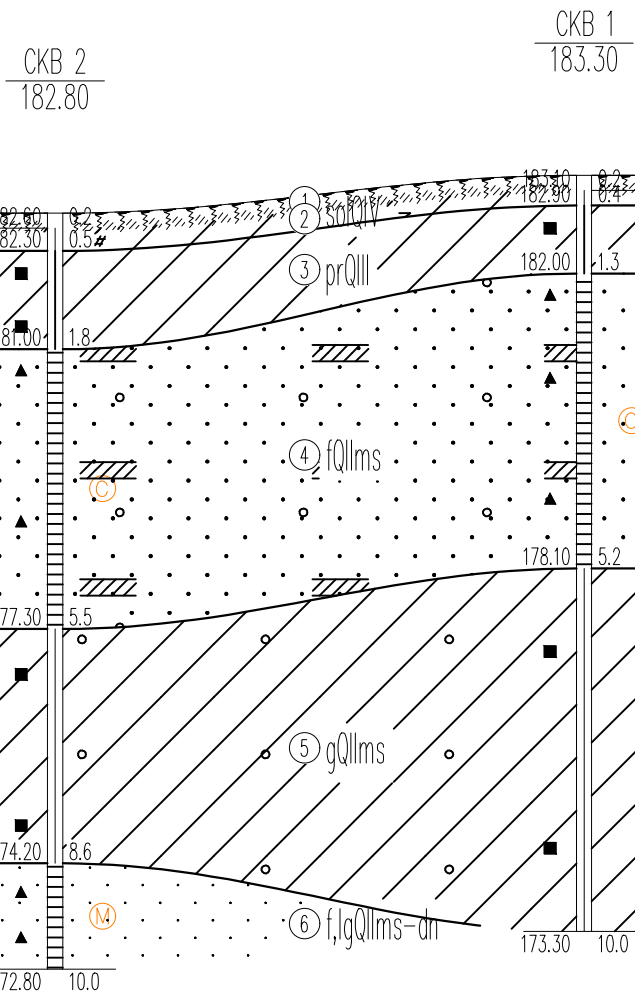 СКВ 1
183.30
СКВ 2
182.80
183.10 0.2
182.90 0.4
82.60 0.2
82.30 0.5
1
2 solQIV
3 prQIII
182.00 1.3
81.00 1.8
4 fQIIms
С
178.10 5.2
77.30 5.5
5 gQIIms
74.20 8.6
М
6 f,lgQIIms-dn
173.30 10.0
72.80 10.0